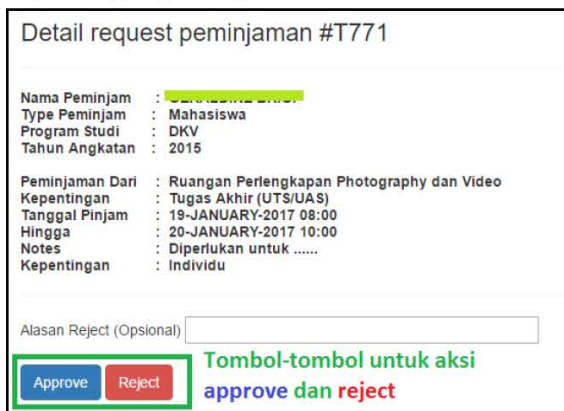 Detail request peminjaman #T771
Nama Peminjam :
Type Peminjam : Mahasiswa
Program Studi : DKV
Tahun Angkatan : 2015
Peminjaman Dari : Ruangan Perlengkapan Photography dan Video
Kepentingan : Tugas Akhir (UTS/UAS)
Tanggal Pinjam : 19-JANUARY-2017 08:00
Hingga : 20-JANUARY-2017 10:00
Notes : Diperlukan untuk ......
Kepentingan : Individu
Alasan Reject (Opsional)
Approve Reject
Tombol-tombol untuk aksi
approve dan reject